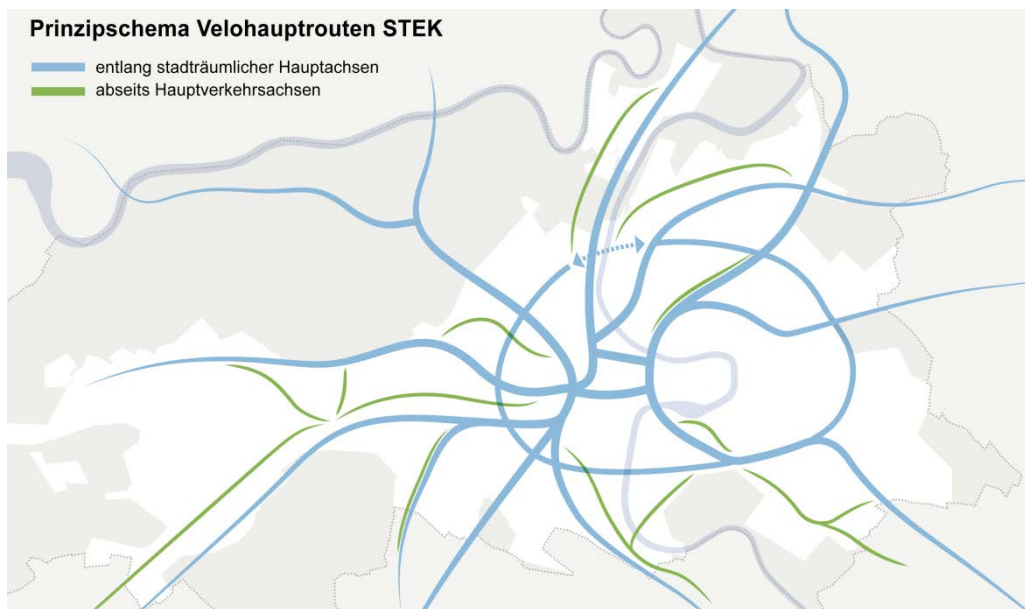 Prinzipschema Velohauptrouten STEK
entlang stadträumlicher Hauptachsen
abseits Hauptverkehrsachsen